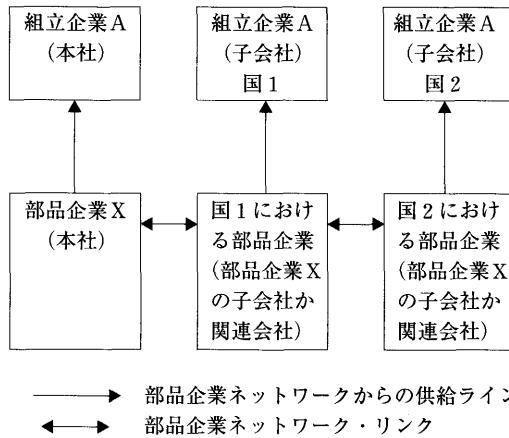 組立企業A
(本社)
組立企業A
(子会社)
国1
組立企業A
(子会社)
国2
部品企業X
(本社)
国1におけ
る部品企業
(部品企業X
の子会社か
関連会社)
国2におけ
る部品企業
(部品企業X
の子会社か
関連会社)
部品企業ネットワークからの供給ライン
部品企業ネットワーク・リンク